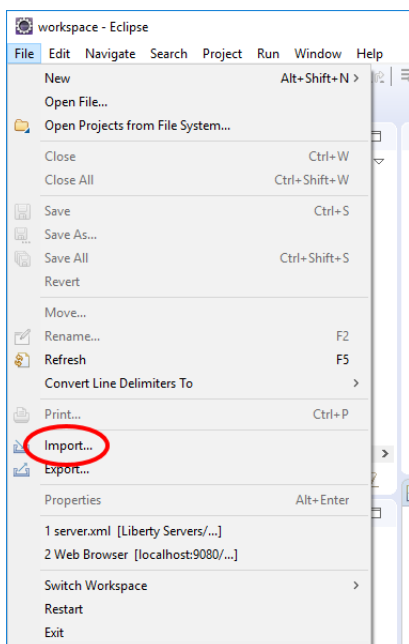 workspace - Eclipse
File Edit Navigate Search Project Run Window Help
New Alt+Shift+N >
Open File...
Open Projects from File System...
Close Ctrl+W
Close All Ctrl+Shift+W
Save Ctrl+S
Save As...
Save All Ctrl+Shift+S
Revert
Move...
Rename... F2
Refresh F5
Convert Line Delimiters To >
Print... Ctrl+P
Import...
Export...
Properties Alt+Enter
1 server.xml [Liberty Servers/...]
2 Web Browser [localhost:9080/...]
Switch Workspace >
Restart
Exit